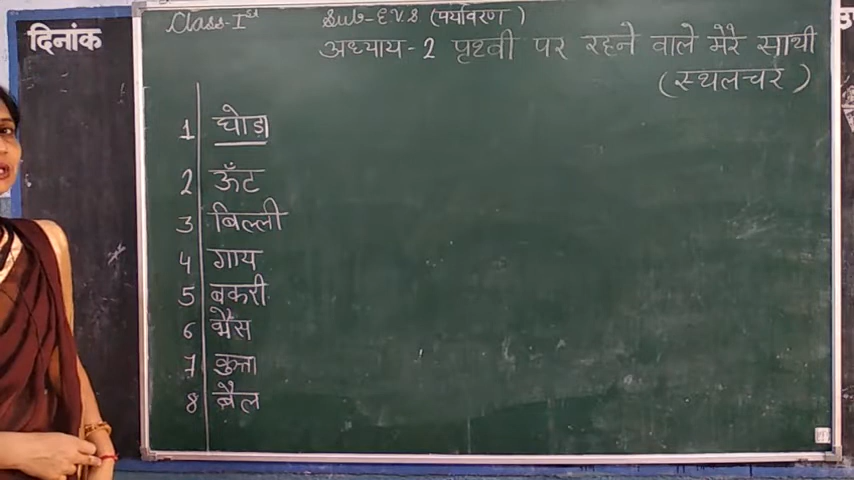 दिनांक
Class-Ist Sub-E.V.S (पर्यावरण)
अध्याय-2 पृथ्वी पर रहने वाले मेरे साथी
(स्थलचर)
1 घोड़ा
2 ऊँट
3 बिल्ली
4 गाय
5 बकरी
6 भैंस
7 कुत्ता
8 बैल